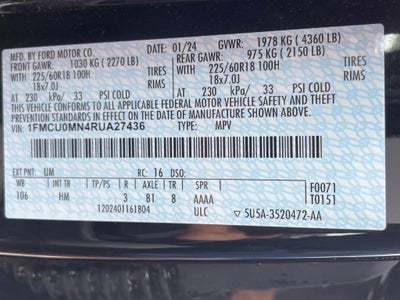 MFD. BY FORD MOTOR CO. 01/24 GVWR: 1978 KG ( 4360 LB)
FRONT GAWR: 1030 KG ( 2270 LB) REAR GAWR: 975 KG ( 2150 LB)
WITH TIRES WITH TIRES
225/60R18 100H RIMS 225/60R18 100H RIMS
18x7.0J 18x7.0J
AT 230 kPa/ 33 PSI COLD AT 230 kPa/ 33 PSI COLD
THIS VEHICLE CONFORMS TO ALL APPLICABLE FEDERAL MOTOR VEHICLE SAFETY AND
BUMPER STANDARDS IN EFFECT ON THE DATE OF MANUFACTURE SHOWN ABOVE.
VIN: 1FMCU0MN4RUA27436 TYPE: MPV
EXT PNT: UM RC: 16 DSO:
WB BRK INT TR TP/PS R AXLE TR SPR F0071
106 HM 3 81 8 AAAA T0151
1202401161804 ULC 5U5A-3520472-AA